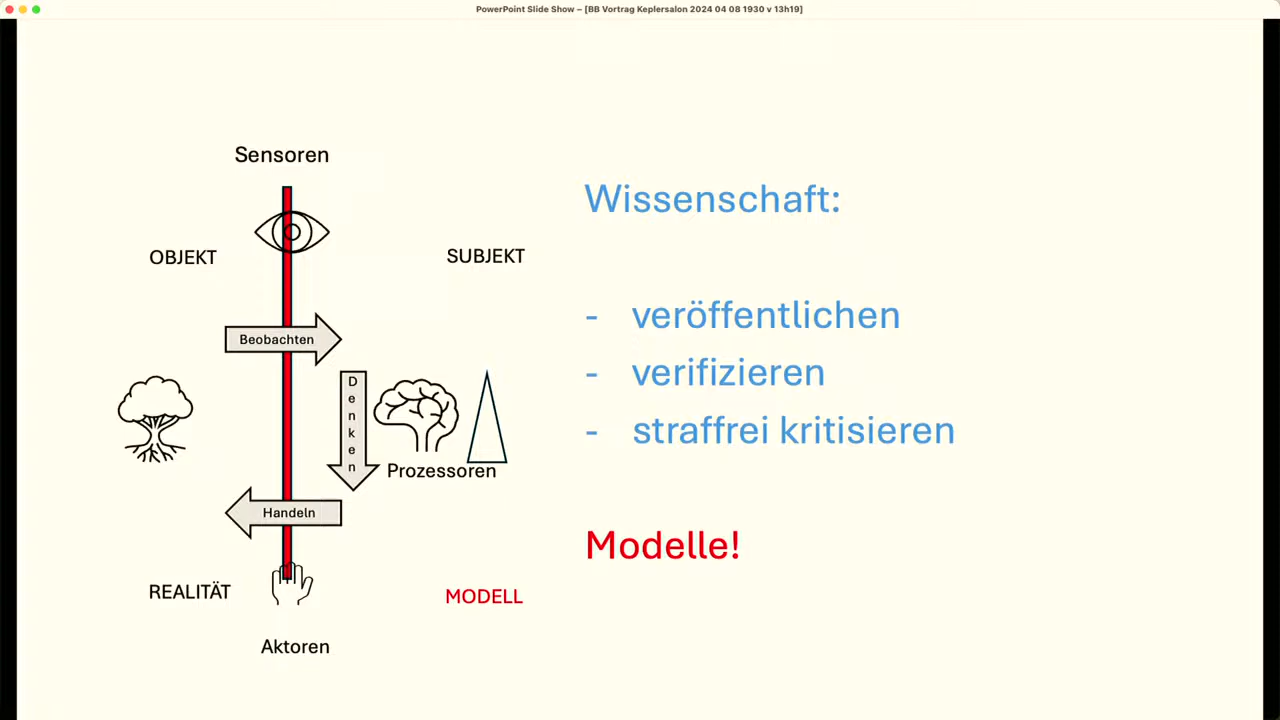 PowerPoint Slide Show – [BB Vortrag Keplersalon 2024 04 08 1930 v 13h19]
Sensoren
OBJEKT
SUBJEKT
Beobachten
Denken
Prozessoren
Handeln
REALITÄT
MODELL
Aktoren
Wissenschaft:
- veröffentlichen
- verifizieren
- straffrei kritisieren
Modelle!